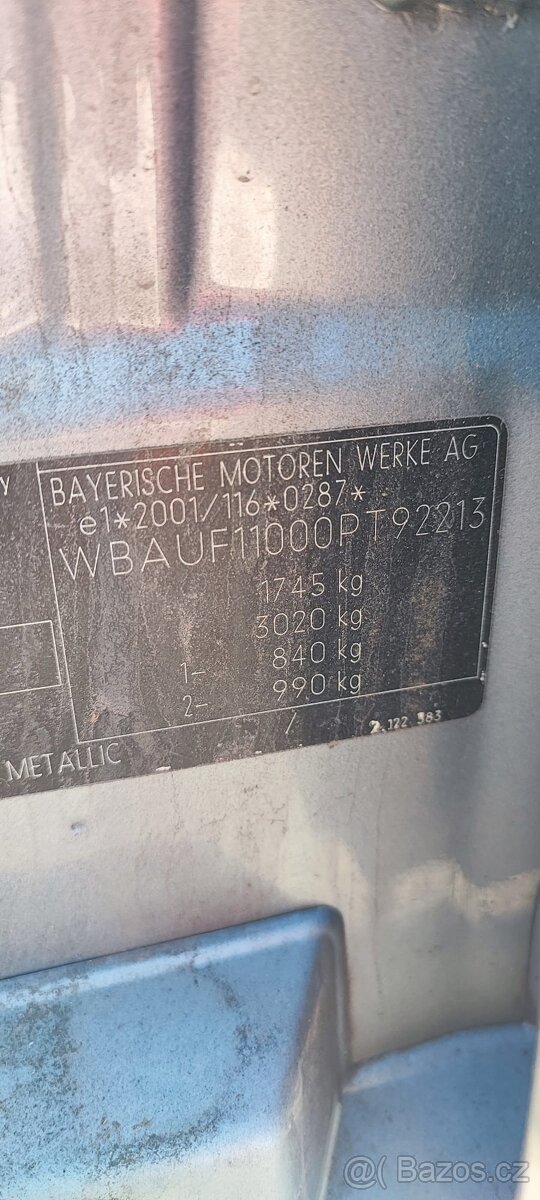 Y
BAYERISCHE MOTOREN WERKE AG
e1*2001/116*0287*
WBAUF11000PT92213
1745 kg
3020 kg
1- 840 kg
2- 990 kg
/
2.122 383
METALLIC
@( Bazos.cz